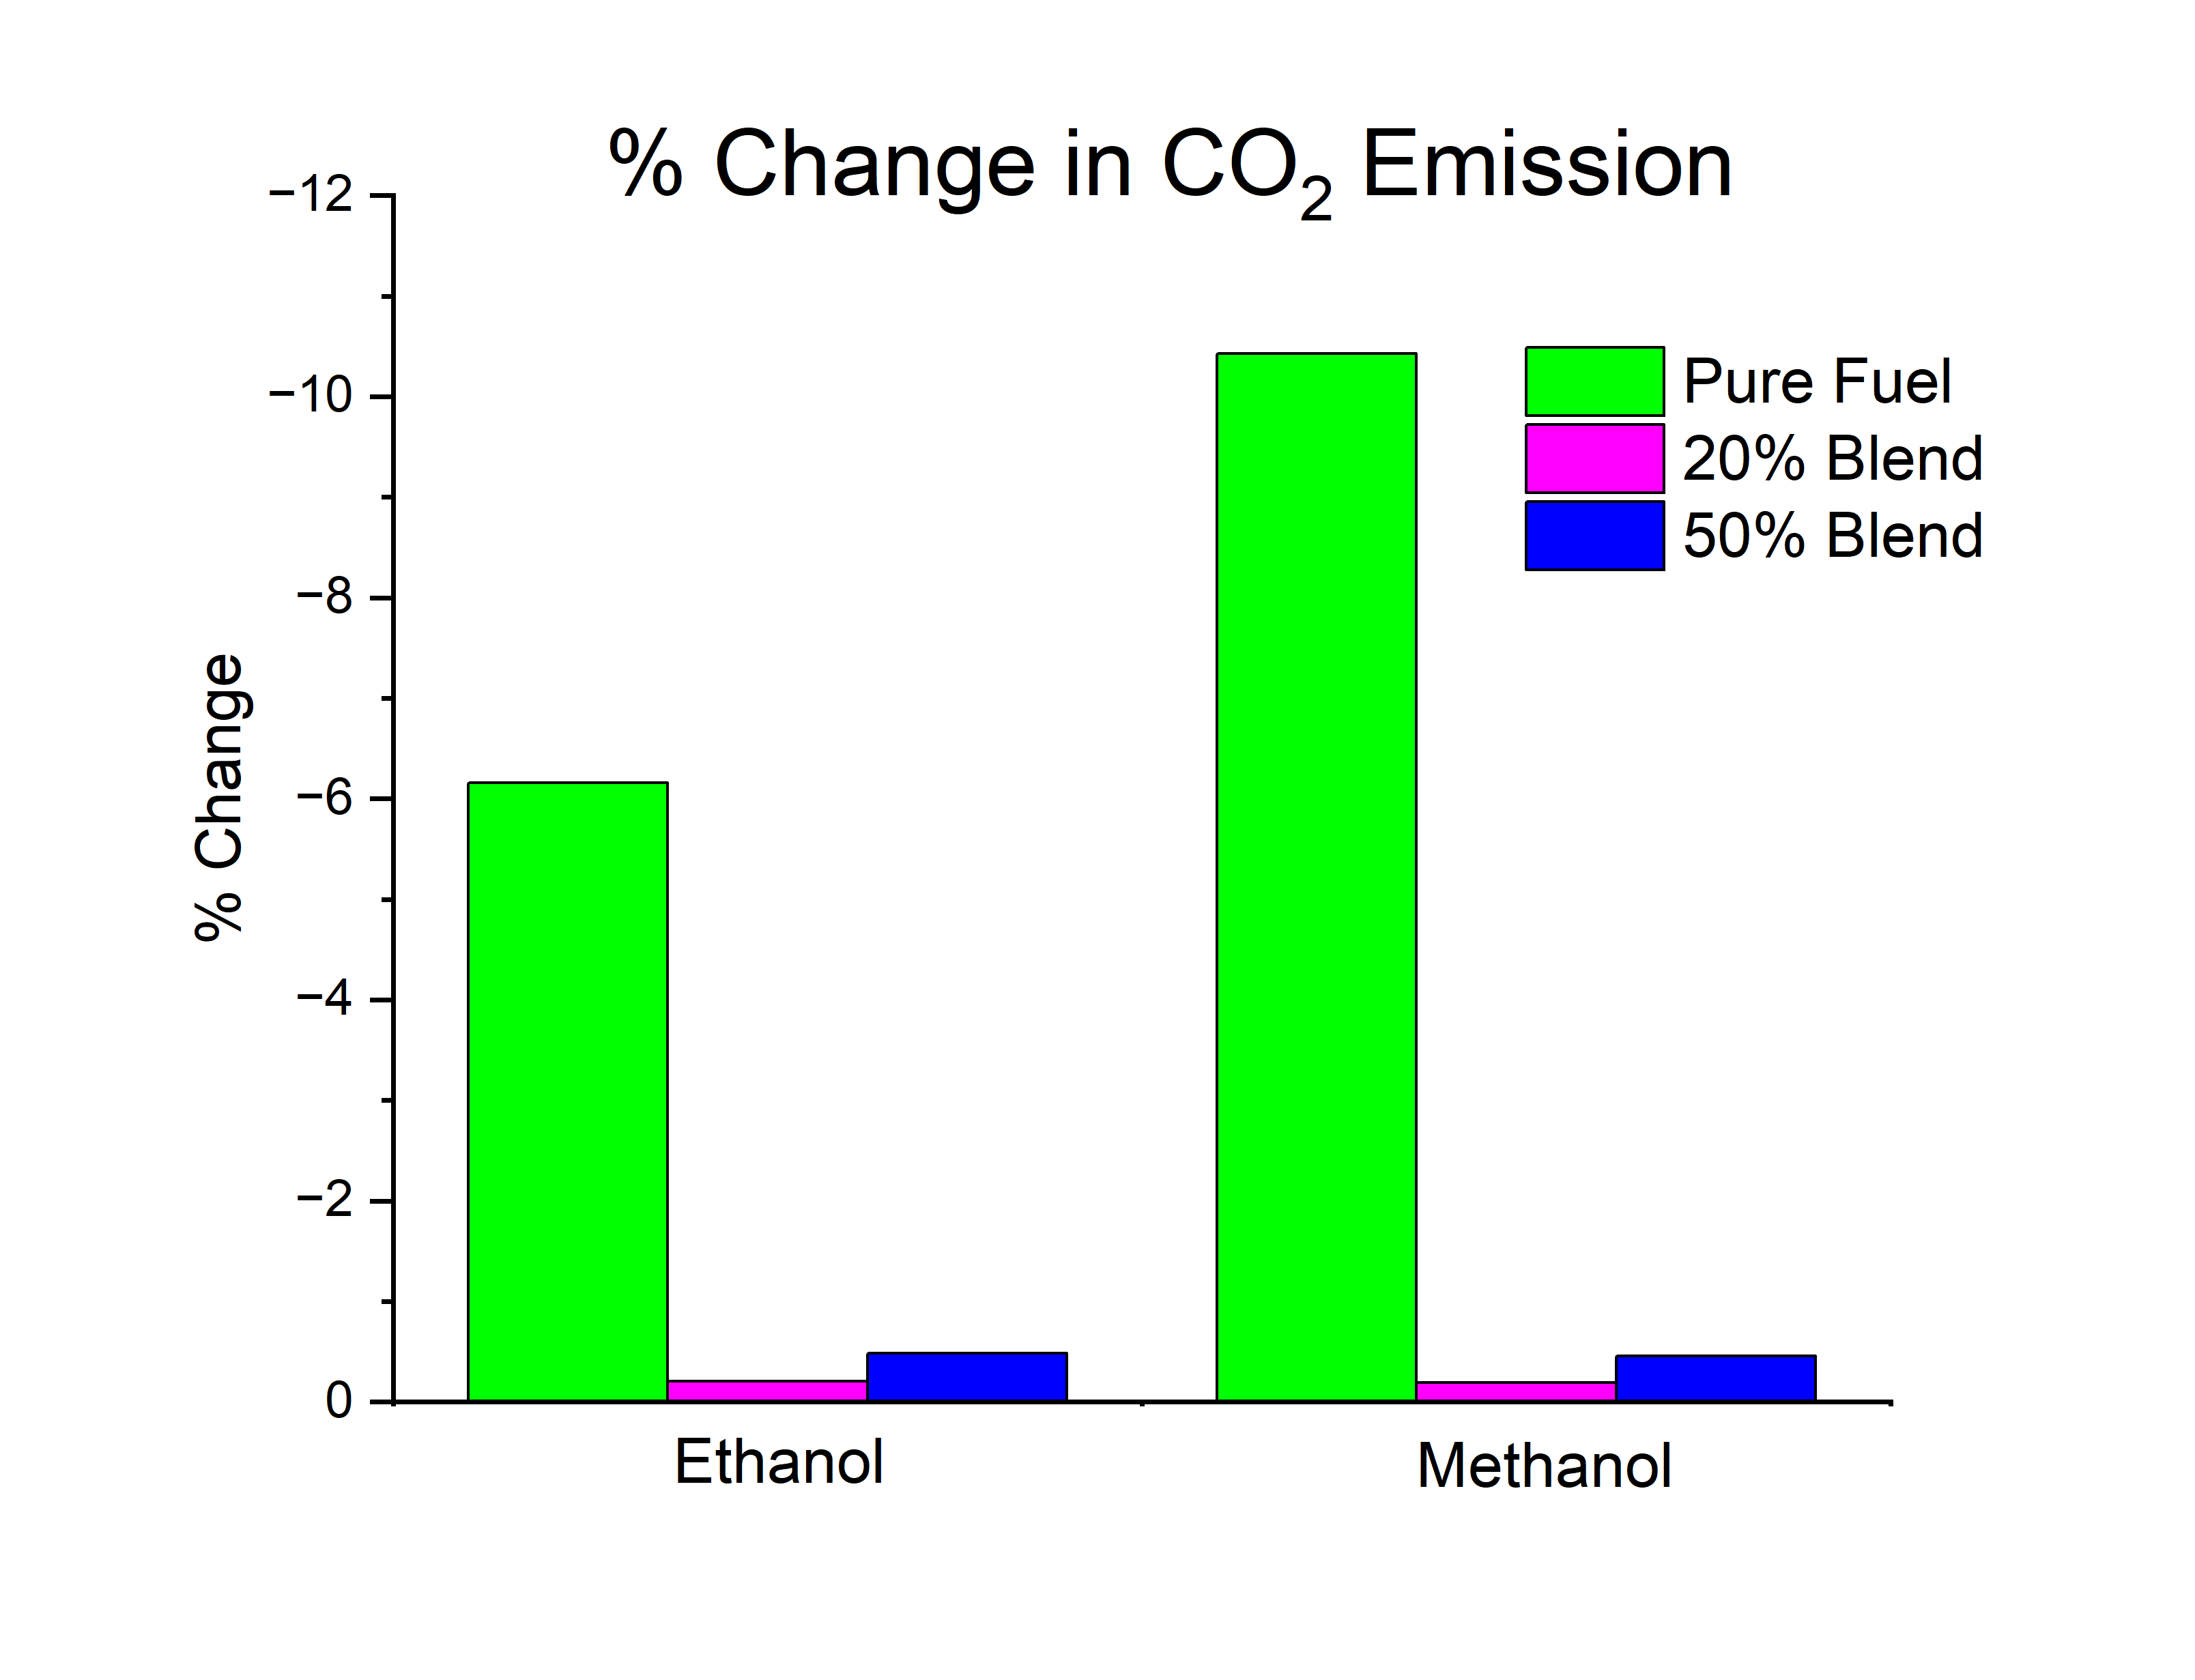 % Change in CO₂ Emission
−12
−10
−8
−6
−4
−2
0
% Change
Pure Fuel
20% Blend
50% Blend
Ethanol
Methanol